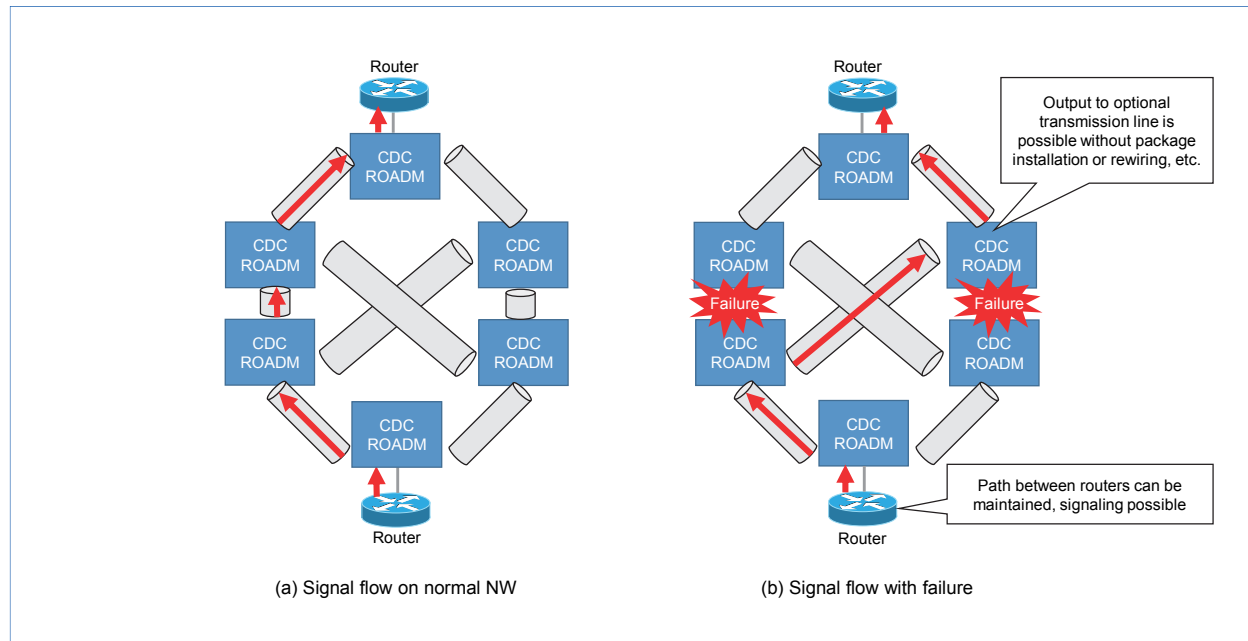 Router
CDC
ROADM
CDC
ROADM
CDC
ROADM
CDC
ROADM
CDC
ROADM
CDC
ROADM
Router
(a) Signal flow on normal NW
Router
Output to optional
transmission line is
possible without package
installation or rewiring, etc.
CDC
ROADM
CDC
ROADM
CDC
ROADM
Failure
Failure
CDC
ROADM
CDC
ROADM
CDC
ROADM
Path between routers can be
maintained, signaling possible
Router
(b) Signal flow with failure